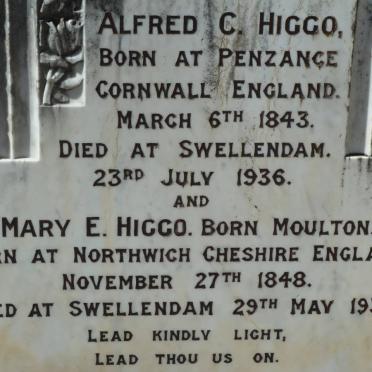 ALFRED C. HIGGO,
BORN AT PENZANCE
CORNWALL ENGLAND.
MARCH 6TH 1843.
DIED AT SWELLENDAM.
23RD JULY 1936.
AND
MARY E. HIGGO. BORN MOULTON,
AT NORTHWICH CHESHIRE
NOVEMBER 27TH 1848.
AT SWELLENDAM 29TH MAY
LEAD KINDLY LIGHT,
LEAD THOU US ON.